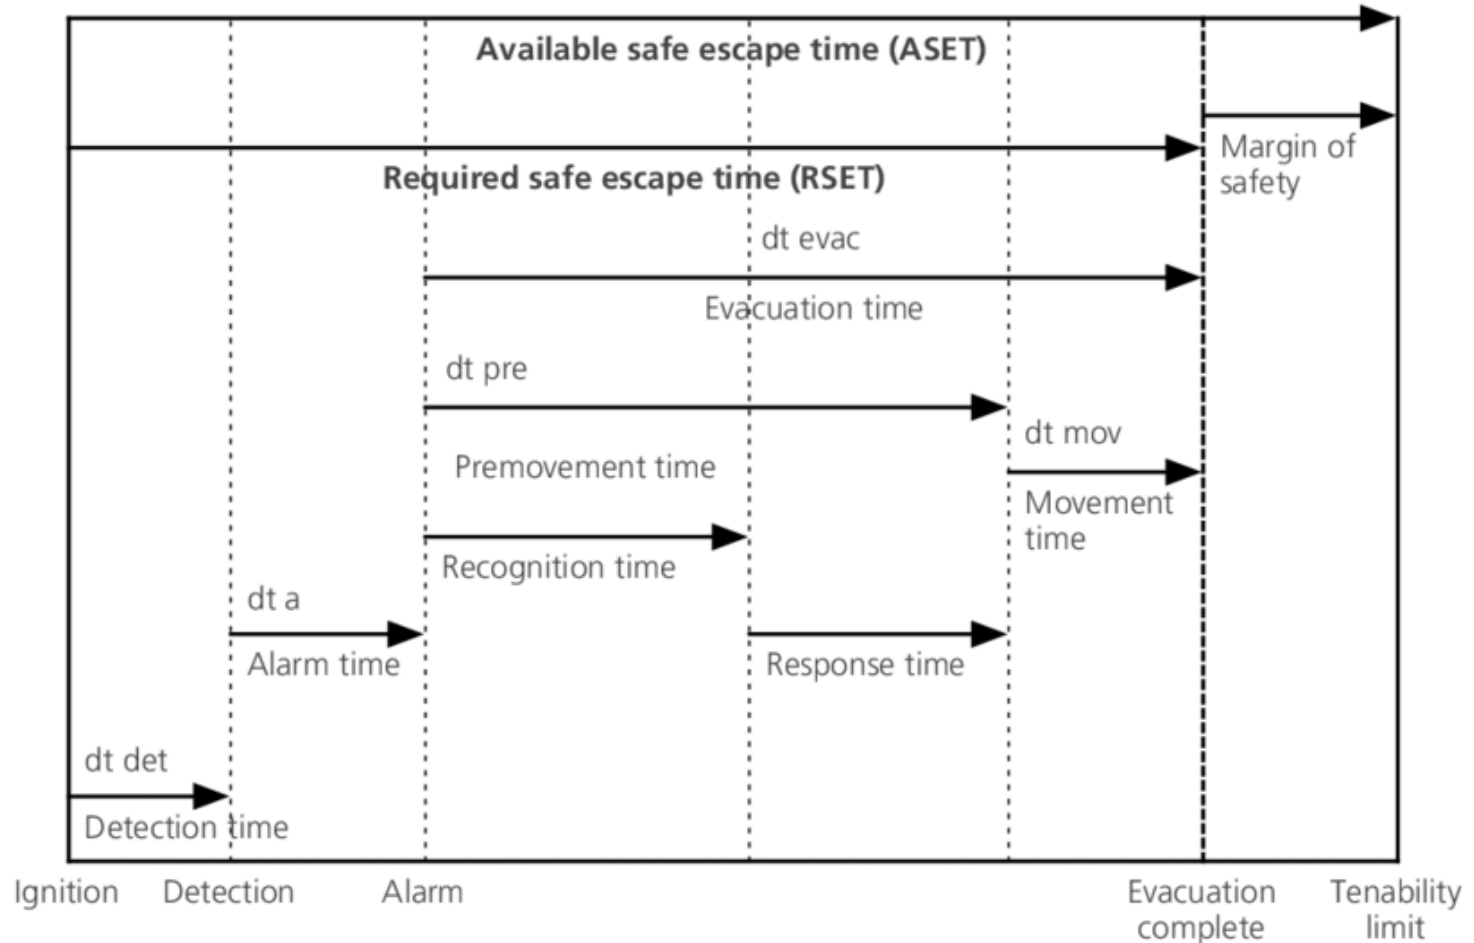 Available safe escape time (ASET)
Margin of
safety
Required safe escape time (RSET)
dt evac
Evacuation time
dt pre
dt mov
Premovement time
Movement
time
Recognition time
dt a
Alarm time
Response time
dt det
Detection time
Ignition
Detection
Alarm
Evacuation
complete
Tenability
limit